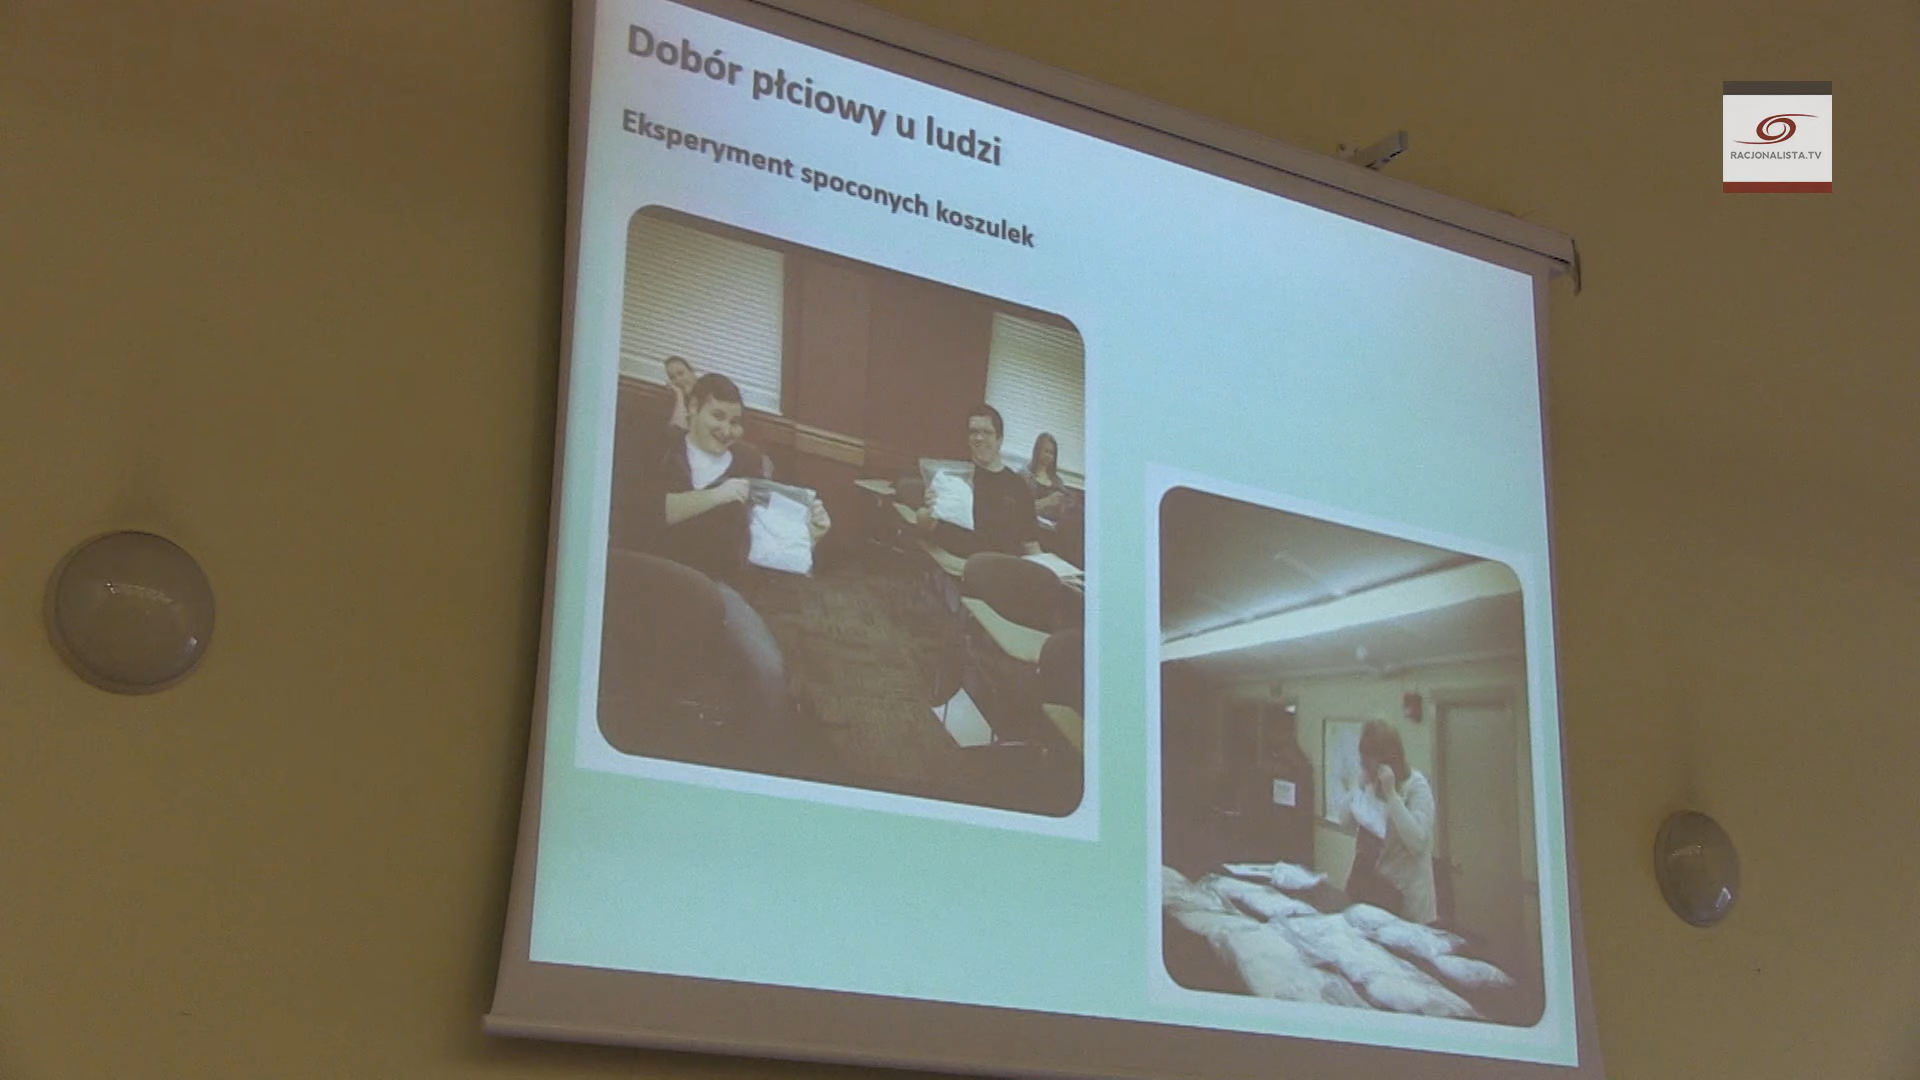 Dobór płciowy u ludzi
Eksperyment spoconych koszulek
RACJONALISTA.TV